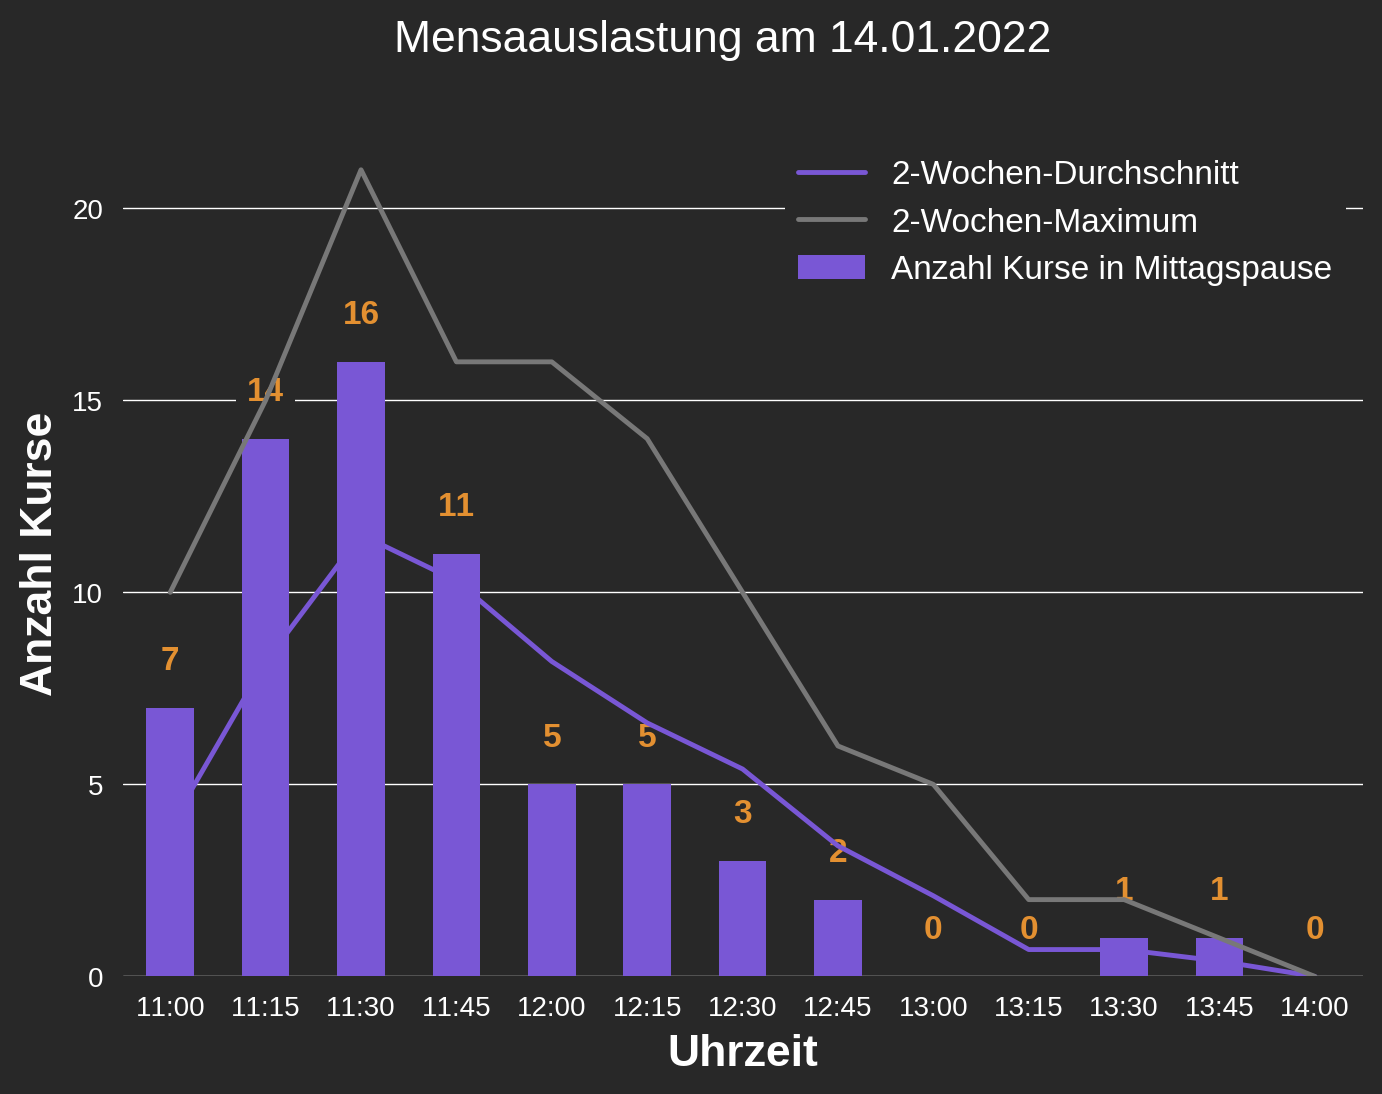 Mensaauslastung am 14.01.2022
2-Wochen-Durchschnitt
2-Wochen-Maximum
Anzahl Kurse in Mittagspause
Anzahl Kurse
20
15
10
5
0
7
14
16
11
5
5
3
2
0
0
1
1
0
11:00 11:15 11:30 11:45 12:00 12:15 12:30 12:45 13:00 13:15 13:30 13:45 14:00
Uhrzeit